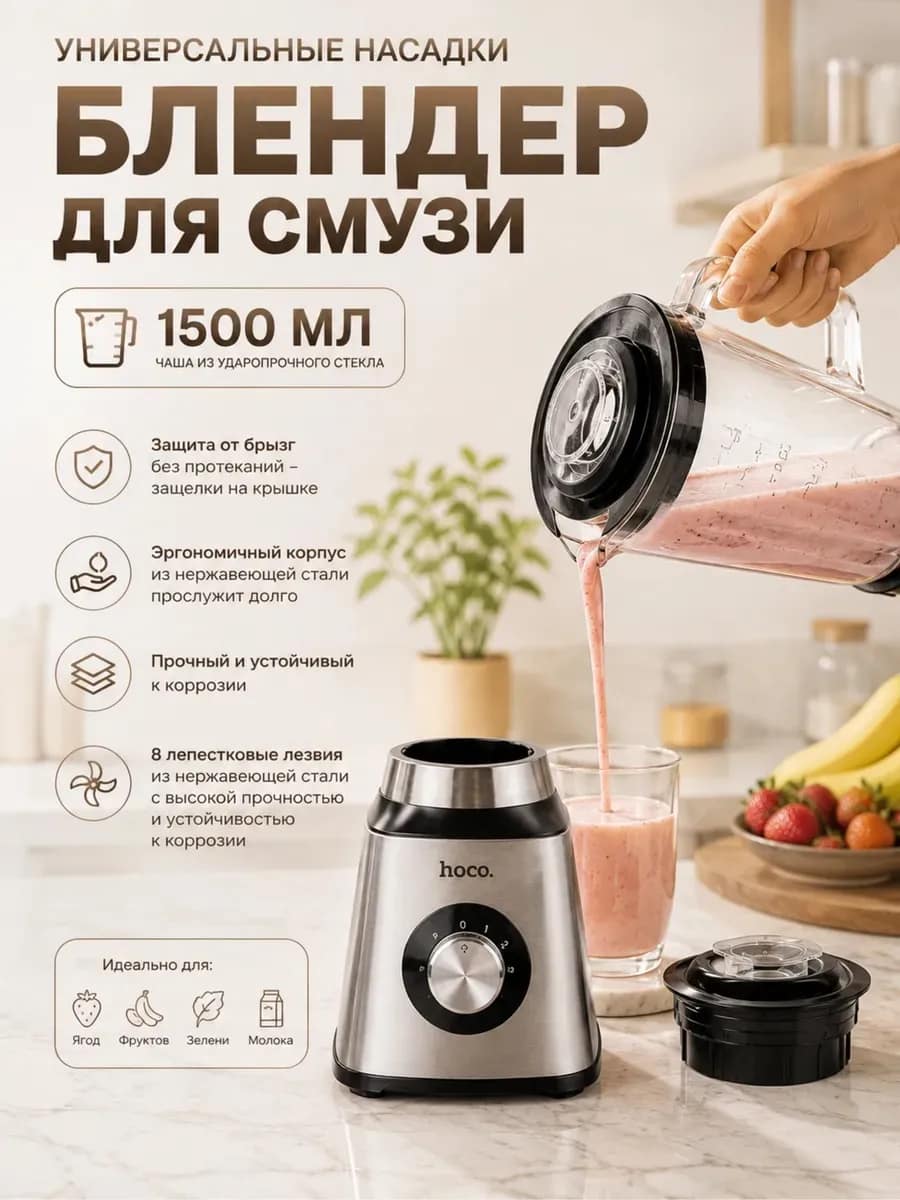 УНИВЕРСАЛЬНЫЕ НАСАДКИ
БЛЕНДЕР
ДЛЯ СМУЗИ
1500 МЛ
ЧАША ИЗ УДАРОПРОЧНОГО СТЕКЛА
Защита от брызг
без протеканий –
защелки на крышке
Эргономичный корпус
из нержавеющей стали
прослужит долго
Прочный и устойчивый
к коррозии
8 лепестковые лезвия
из нержавеющей стали
с высокой прочностью
и устойчивостью
к коррозии
hoco.
P 0 1 2
Идеально для:
Ягод Фруктов Зелени Молока